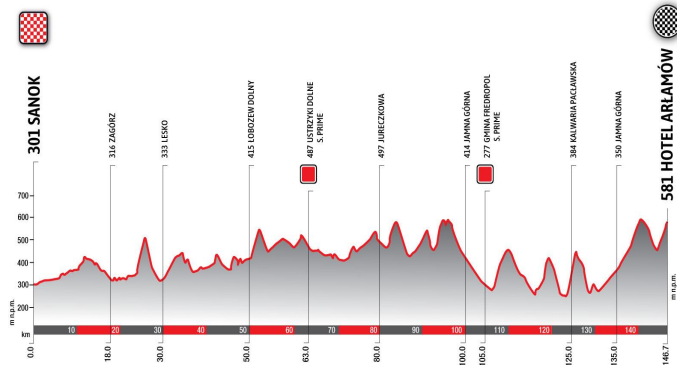 301 SANOK
316 ZAGÓRZ
333 LESKO
415 ŁOBOZEW DOLNY
487 USTRZYKI DOLNE
S. PRIME
497 JURECZKOWA
414 JAMNA GÓRNA
277 GMINA FREDROPOL
S. PRIME
384 KALWARIA PACŁAWSKA
350 JAMNA GÓRNA
581 HOTEL ARŁAMÓW
700
600
500
400
300
200
m n.p.m.
m n.p.m.
km
10 20 30 40 50 60 70 80 90 100 110 120 130 140
0.0 18.0 30.0 50.0 63.0 80.0 100.0 105.0 125.0 135.0 146.7